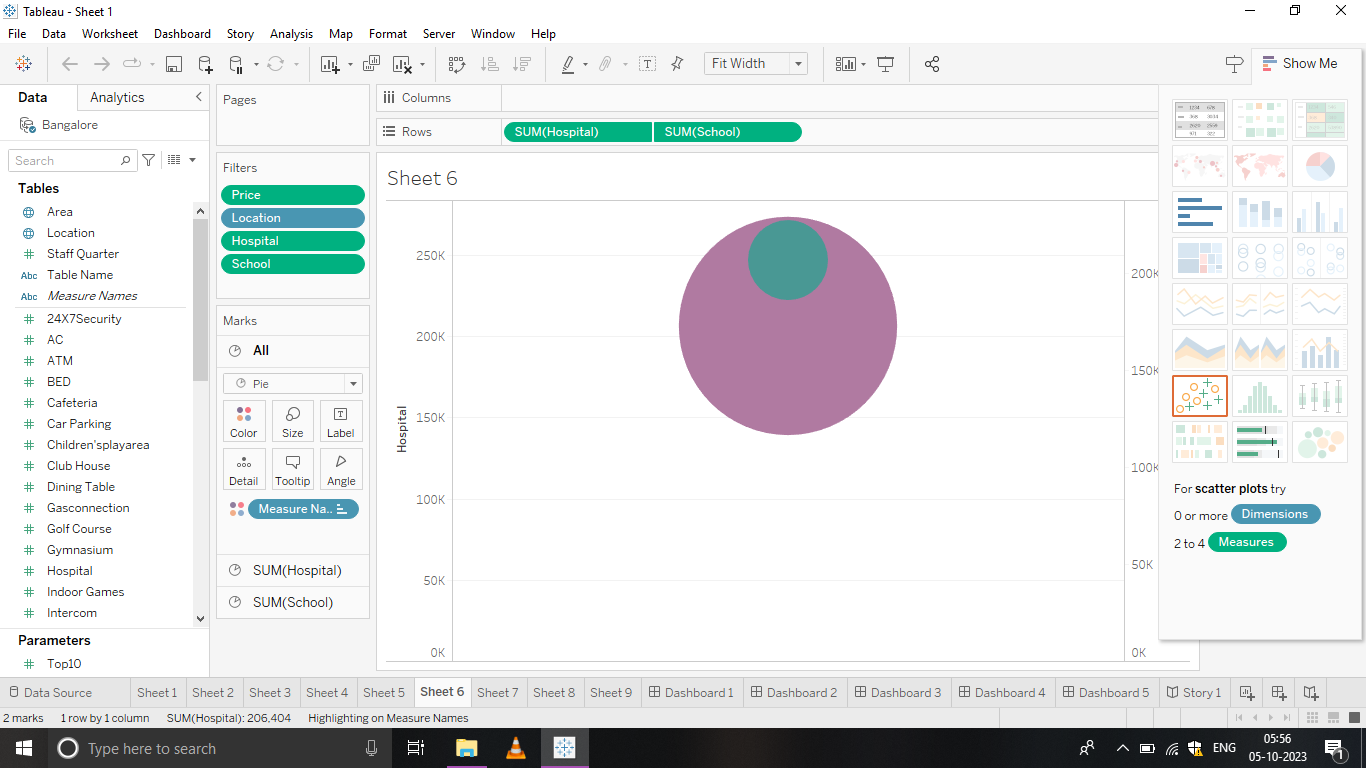 Tableau - Sheet 1
File Data Worksheet Dashboard Story Analysis Map Format Server Window Help
T Fit Width Show Me
Data Analytics
Bangalore
Search
Tables
Area
Location
Staff Quarter
Abc Table Name
Abc Measure Names
24X7Security
AC
ATM
BED
Cafeteria
Car Parking
Children'splayarea
Club House
Dining Table
Gasconnection
Golf Course
Gymnasium
Hospital
Indoor Games
Intercom
Parameters
Top10
Pages
Filters
Price
Location
Hospital
School
Marks
All
Pie
Color Size Label
Detail Tooltip Angle
Measure Na..
SUM(Hospital)
SUM(School)
Columns
Rows SUM(Hospital) SUM(School)
Sheet 6
Hospital
250K
200K
150K
100K
50K
0K
200K
150K
100K
50K
0K
For scatter plots try
0 or more Dimensions
2 to 4 Measures
Data Source Sheet 1 Sheet 2 Sheet 3 Sheet 4 Sheet 5 Sheet 6 Sheet 7 Sheet 8 Sheet 9 Dashboard 1 Dashboard 2 Dashboard 3 Dashboard 4 Dashboard 5 Story 1
2 marks 1 row by 1 column SUM(Hospital): 206,404 Highlighting on Measure Names
Type here to search
ENG
05:56
05-10-2023
1